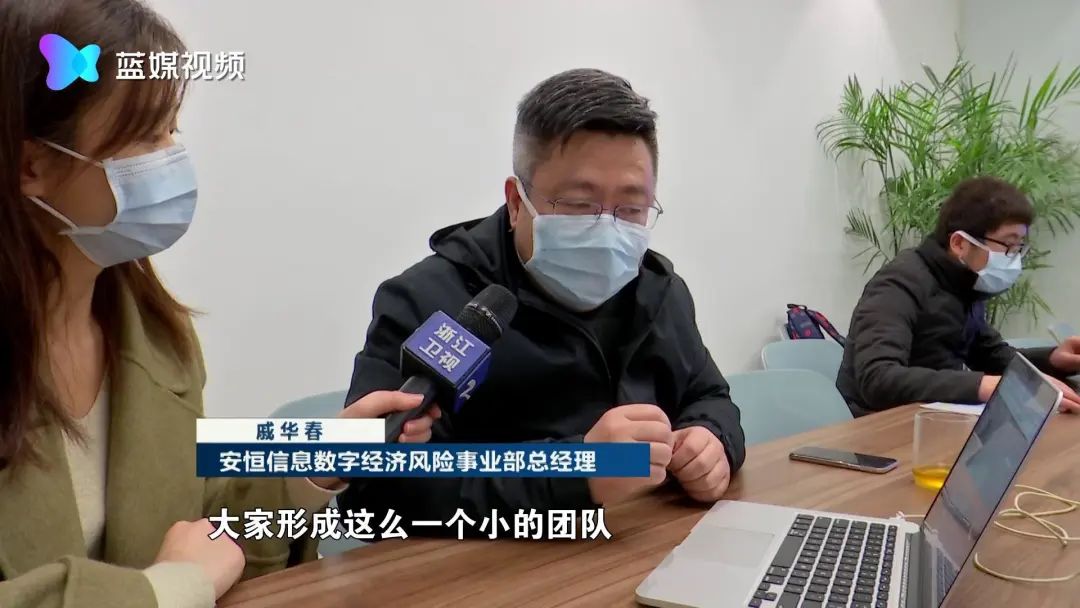 蓝媒视频
浙江
卫视
戚华春
安恒信息数字经济风险事业部总经理
大家形成这么一个小的团队